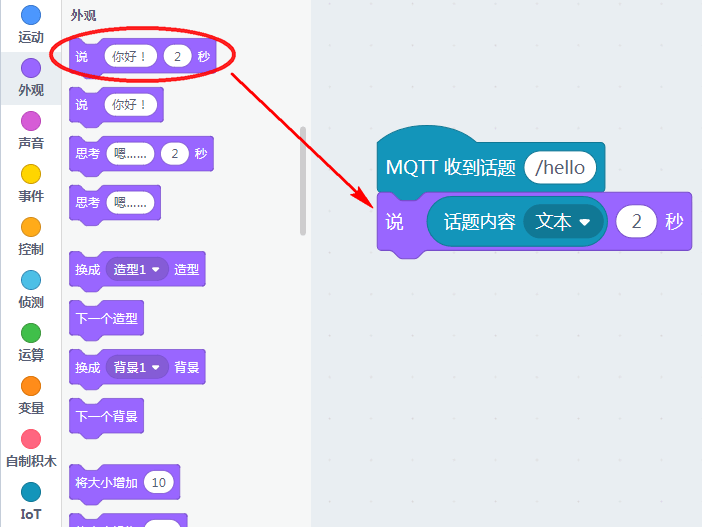 运动
外观
声音
事件
控制
侦测
运算
变量
自制积木
IoT
外观
说 你好！ 2 秒
说 你好！
思考 嗯…… 2 秒
思考 嗯……
换成 造型1 造型
下一个造型
换成 背景1 背景
下一个背景
将大小增加 10
MQTT 收到话题 /hello
说 话题内容 文本 2 秒